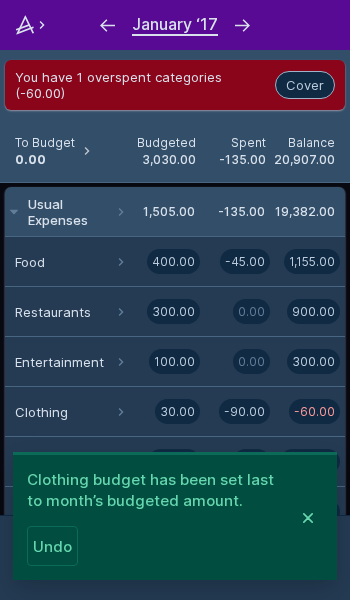 January ‘17
You have 1 overspent categories
(-60.00)
Cover
To Budget Budgeted Spent Balance
0.00 3,030.00 -135.00 20,907.00
Usual
Expenses
1,505.00 -135.00 19,382.00
Food 400.00 -45.00 1,155.00
Restaurants 300.00 0.00 900.00
Entertainment 100.00 0.00 300.00
Clothing 30.00 -90.00 -60.00
Clothing budget has been set last
to month’s budgeted amount.
Undo